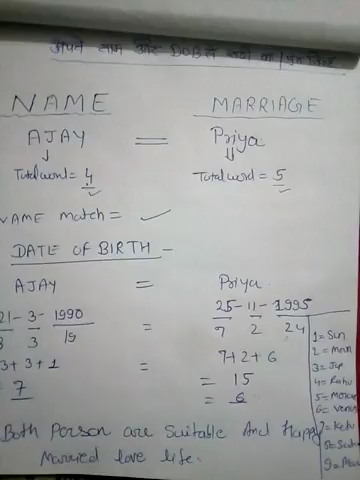 अपने नाम और DOB से
NAME MARRIAGE
AJAY = Priya
↓ ⇓
Total word = 4 Total word = 5
NAME match = ✓
DATE OF BIRTH -
AJAY = Priya
21 - 3 - 1990 = 25 - 11 - 1995
3 3 19 7 2 24
3 + 3 + 1 = 7 + 2 + 6
= 7 = 15
= 6
1 = Sun
2 = Moon
3 = Jup
4 = Rahu
5 = Mercu
6 = Venus
7 = Ketu
8 = Sat
9 =
Both Person are Suitable And Happy
Married love life.